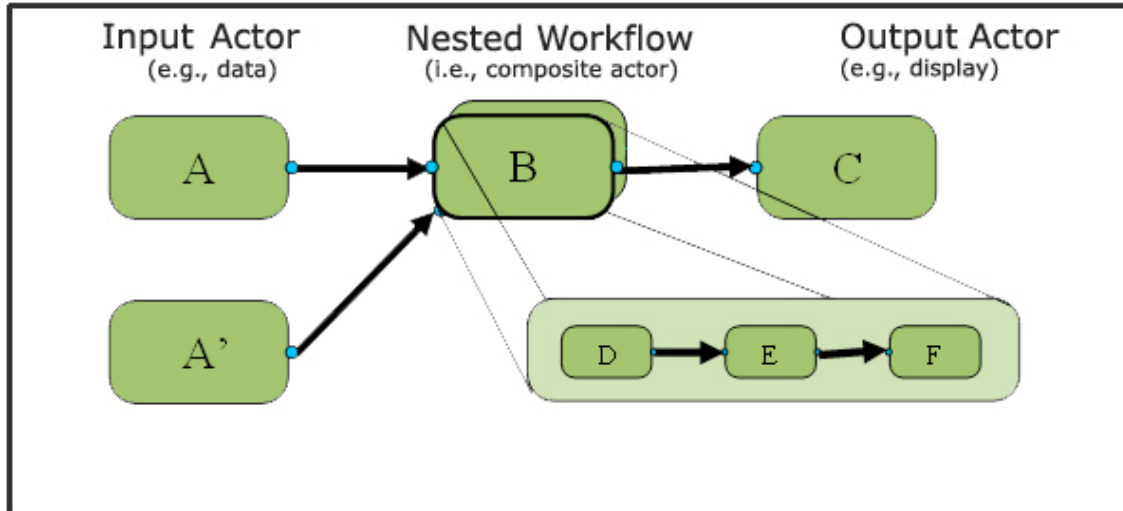 Input Actor
(e.g., data)
Nested Workflow
(i.e., composite actor)
Output Actor
(e.g., display)
A
B
C
A’
D
E
F